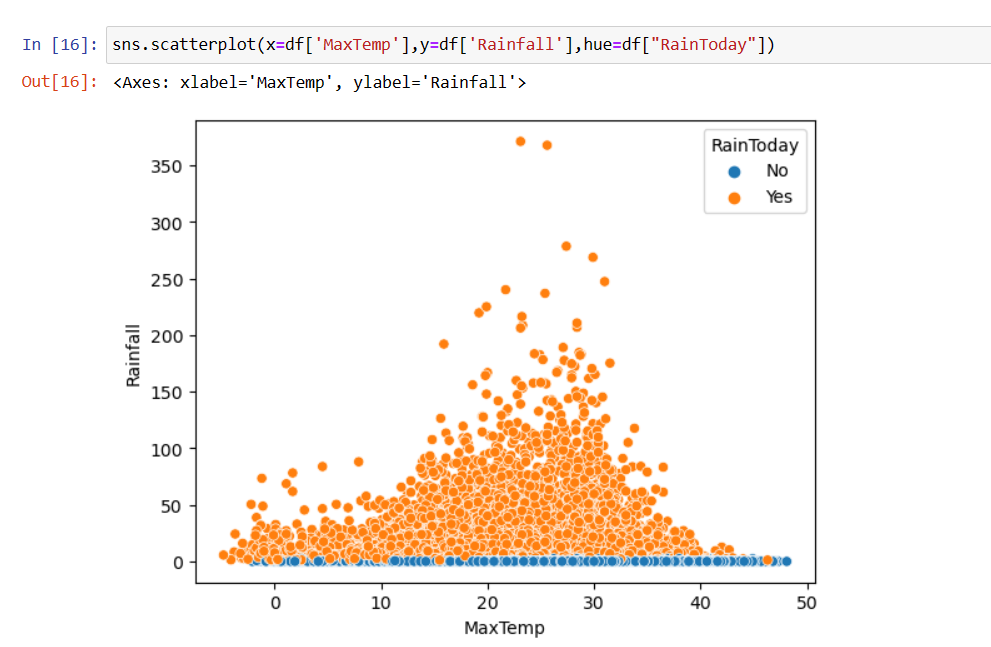 In [16]: sns.scatterplot(x=df['MaxTemp'],y=df['Rainfall'],hue=df["RainToday"])
Out[16]: <Axes: xlabel='MaxTemp', ylabel='Rainfall'>
RainToday
No
Yes
350
300
250
200
150
100
50
0
Rainfall
0 10 20 30 40 50
MaxTemp